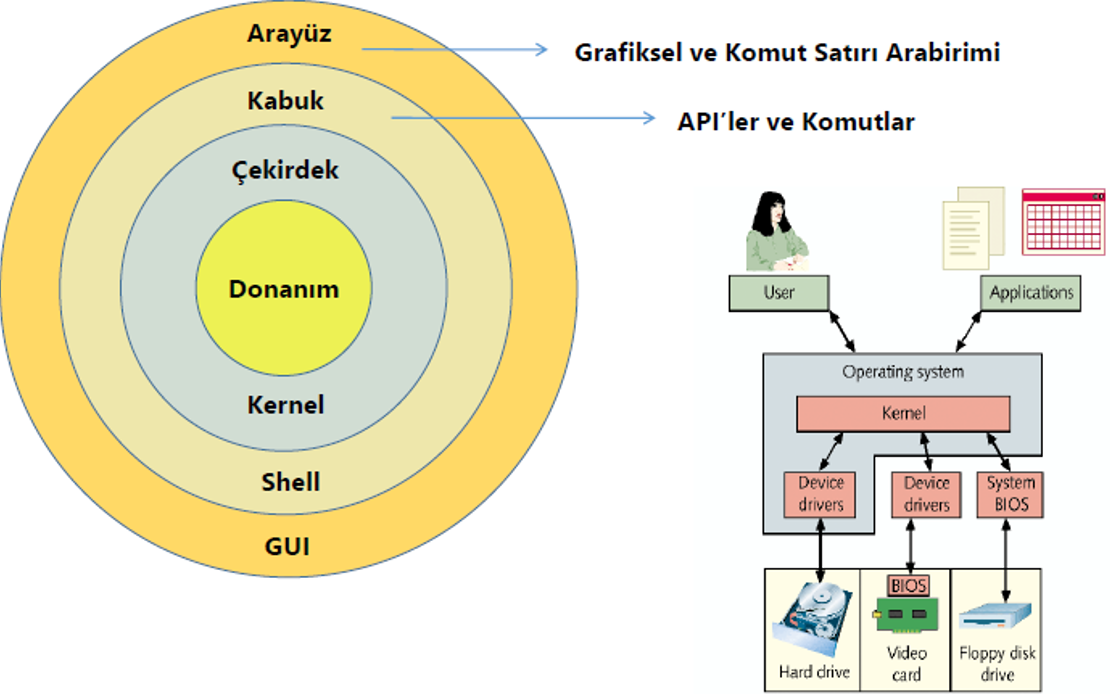 Arayüz
Grafiksel ve Komut Satırı Arabirimi
Kabuk
API’ler ve Komutlar
Çekirdek
Donanım
Kernel
Shell
GUI
User
Applications
Operating system
Kernel
Device
drivers
Device
drivers
System
BIOS
BIOS
Hard drive
Video
card
Floppy disk
drive